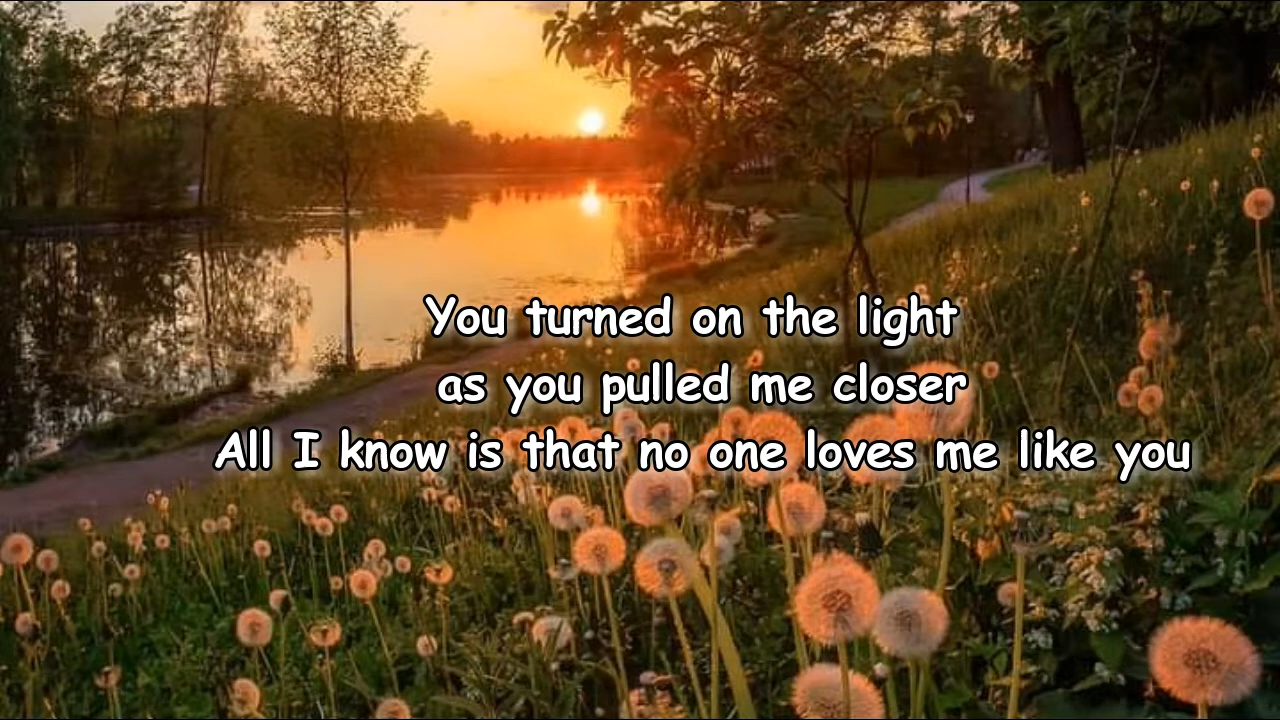 You turned on the light
as you pulled me closer
All I know is that no one loves me like you